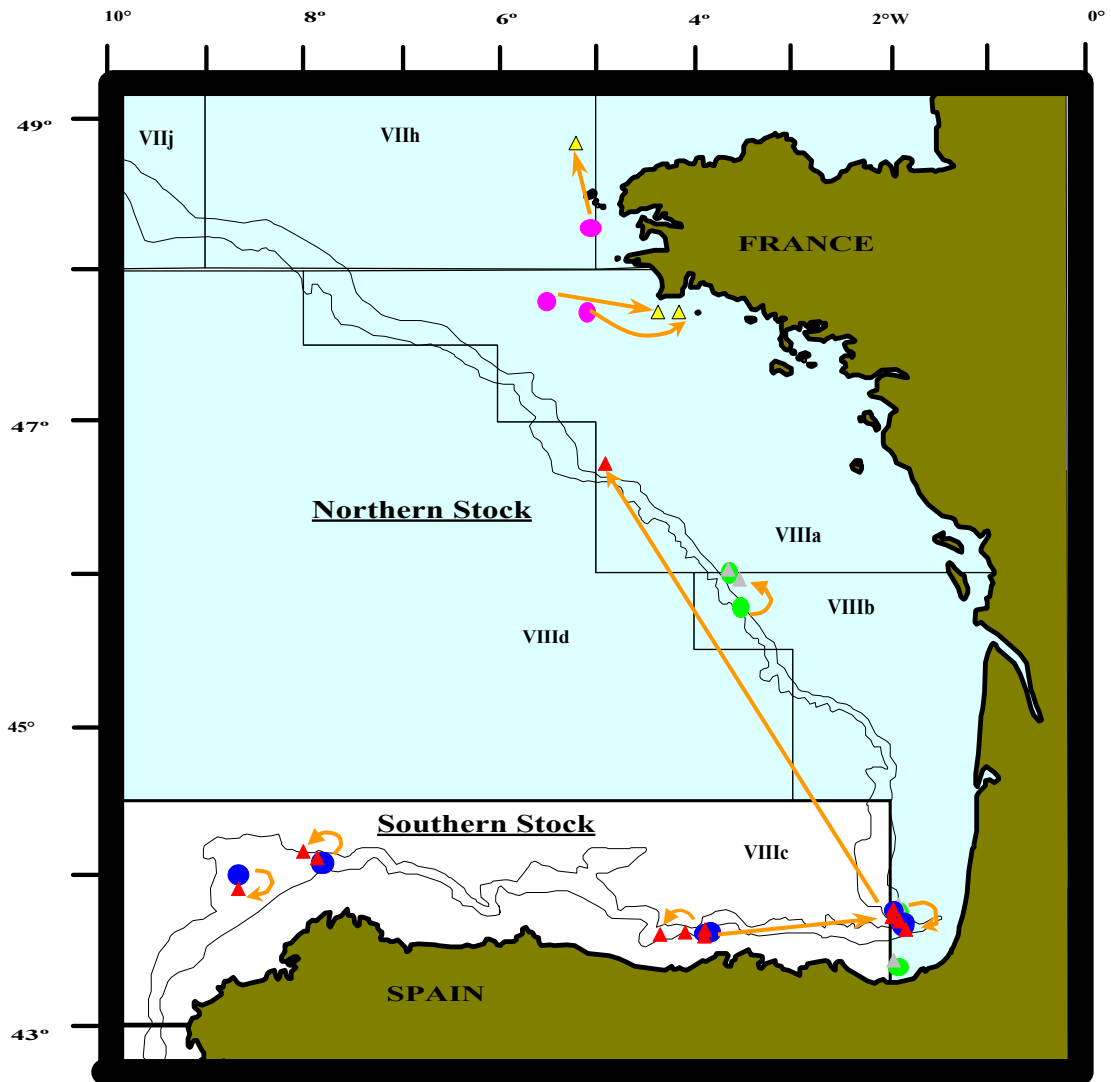 10° 8° 6° 4° 2°W 0°
49°
VIIj VIIh
FRANCE
47°
Northern Stock
VIIIa
VIIIb
VIIId
45°
Southern Stock
VIIIc
SPAIN
43°